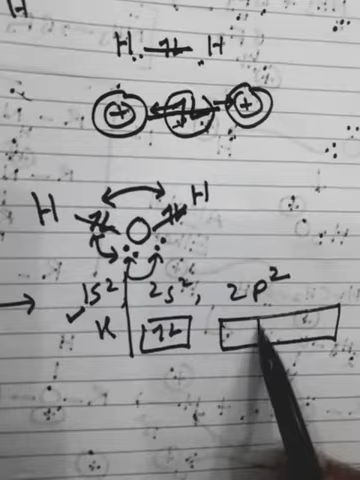 H
H ⥮ H
+ ⥮ + +
H ⥮ O ⥮ H
→ 1s², 2s², 2p²
✓ K ⥮